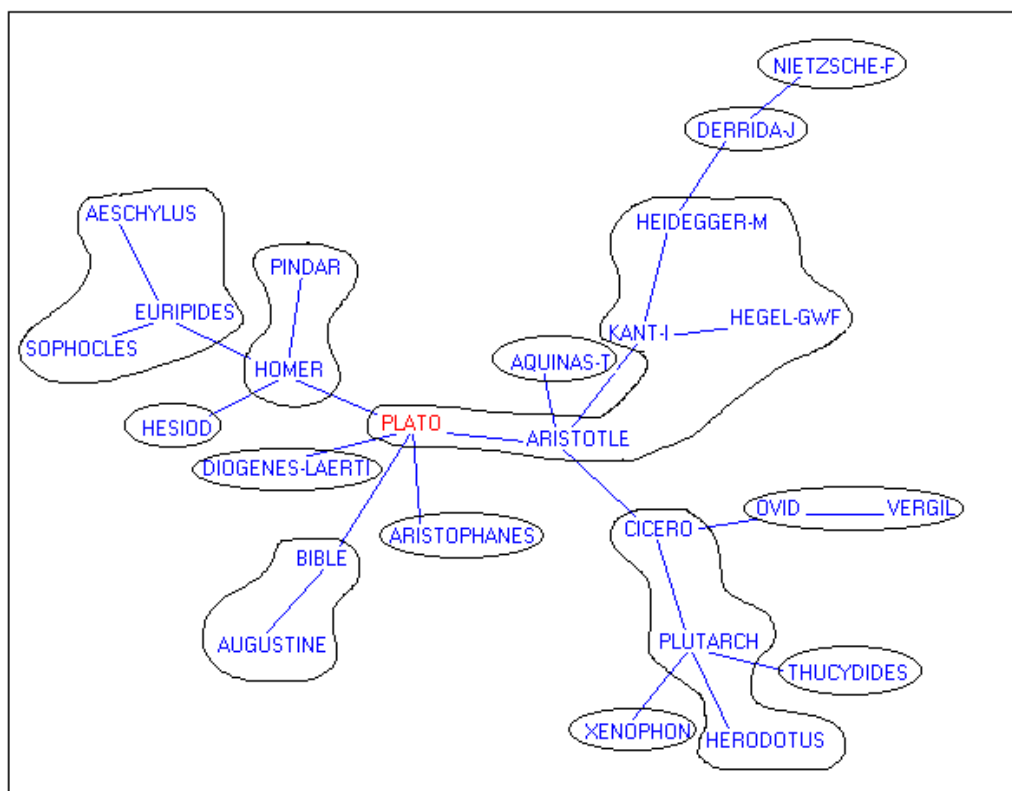 NIETZSCHE-F
DERRIDA-J
AESCHYLUS
HEIDEGGER-M
PINDAR
EURIPIDES
HEGEL-GWF
KANT-I
SOPHOCLES
AQUINAS-T
HOMER
HESIOD
PLATO
ARISTOTLE
DIOGENES-LAERTI
OVID
VERGIL
CICERO
ARISTOPHANES
BIBLE
AUGUSTINE
PLUTARCH
THUCYDIDES
XENOPHON
HERODOTUS